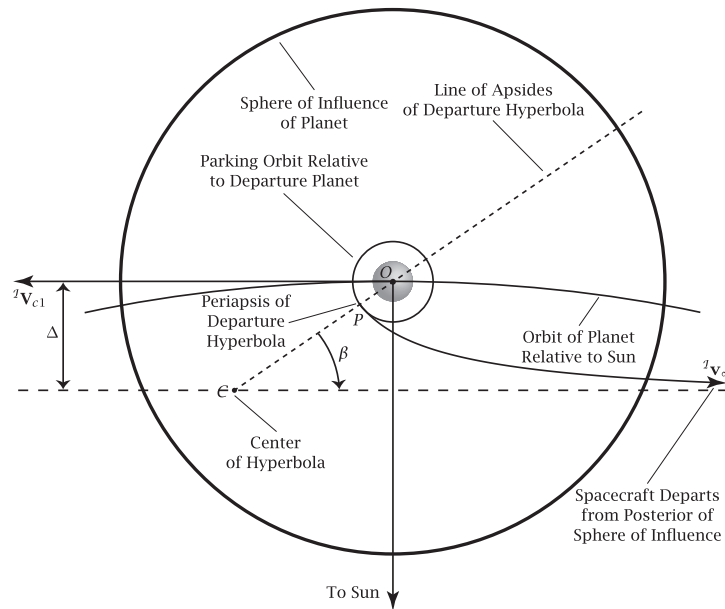 Sphere of Influence
of Planet
Line of Apsides
of Departure Hyperbola
Parking Orbit Relative
to Departure Planet
O
ᴵv_{c1}
Periapsis of
Departure
Hyperbola
P
Δ
β
Orbit of Planet
Relative to Sun
C
Center
of Hyperbola
Spacecraft Departs
from Posterior of
Sphere of Influence
To Sun